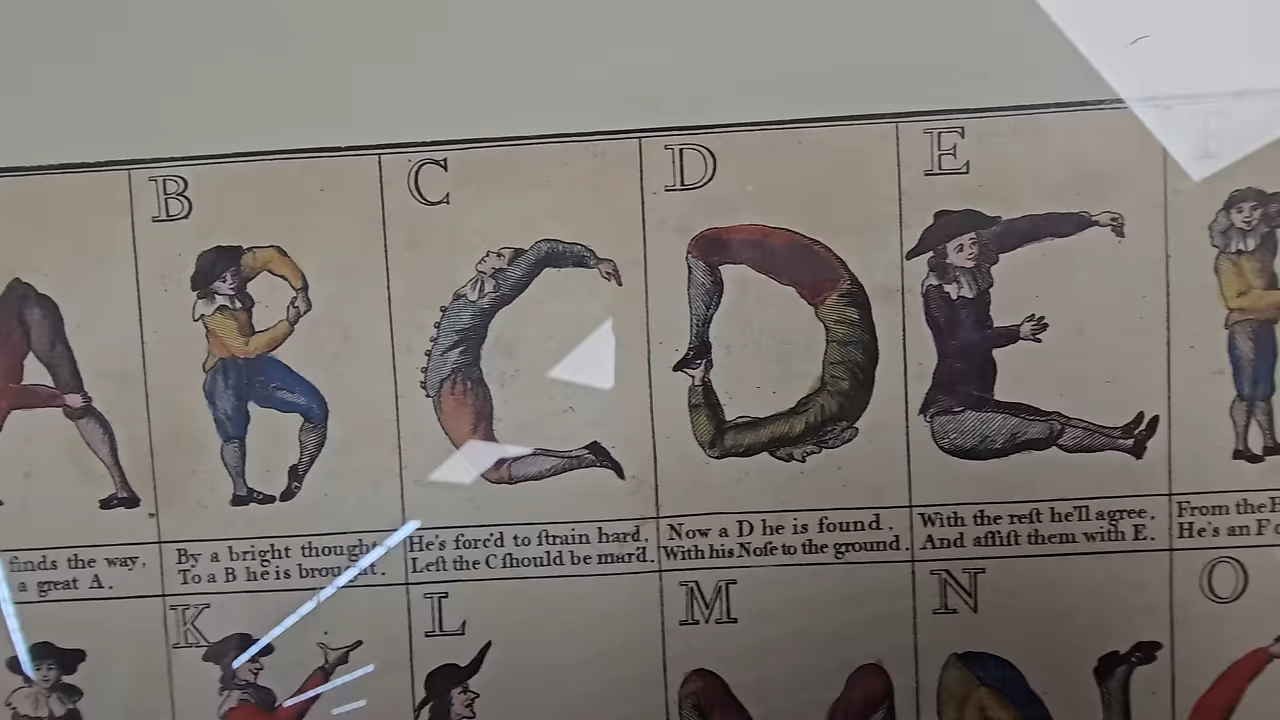 B
C
D
E
finds the way,
a great A.
By a bright thought
To a B he is brought.
He's forc'd to ſtrain hard,
Leſt the C ſhould be mar'd.
Now a D he is found,
With his Noſe to the ground.
With the reſt he'll agree,
And aſſiſt them with E.
From the
He's an F
K
L
M
N
O